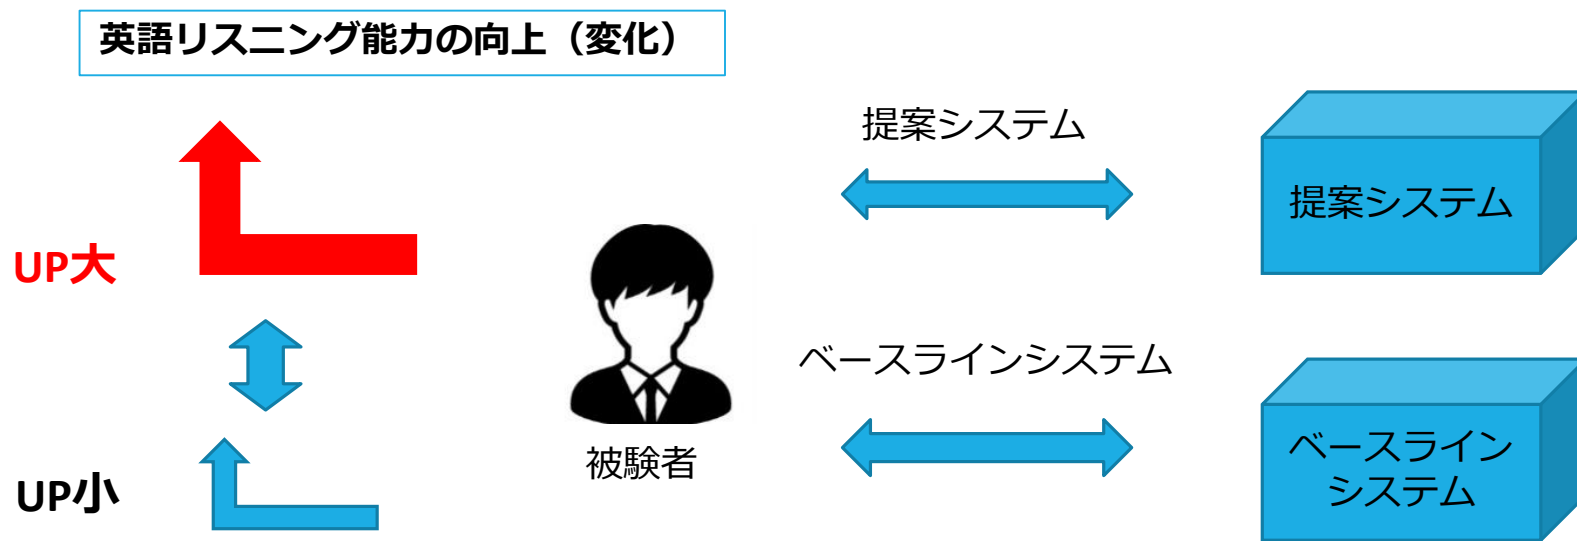 英語リスニング能力の向上（変化）
提案システム
提案システム
UP大
ベースラインシステム
ベースライン
システム
被験者
UP小